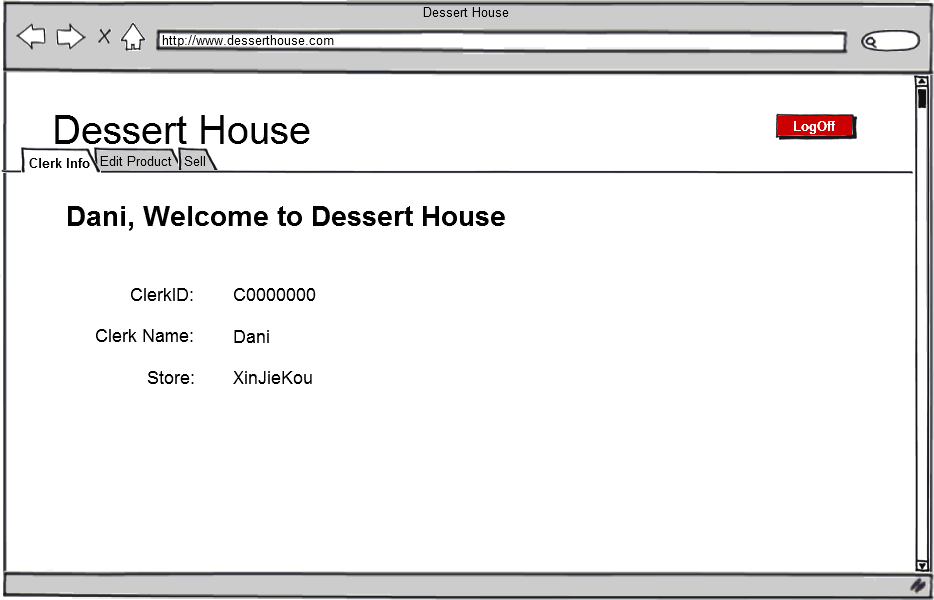 Dessert House
http://www.desserthouse.com
Dessert House
LogOff
Clerk Info Edit Product Sell
Dani, Welcome to Dessert House
ClerkID: C0000000
Clerk Name: Dani
Store: XinJieKou